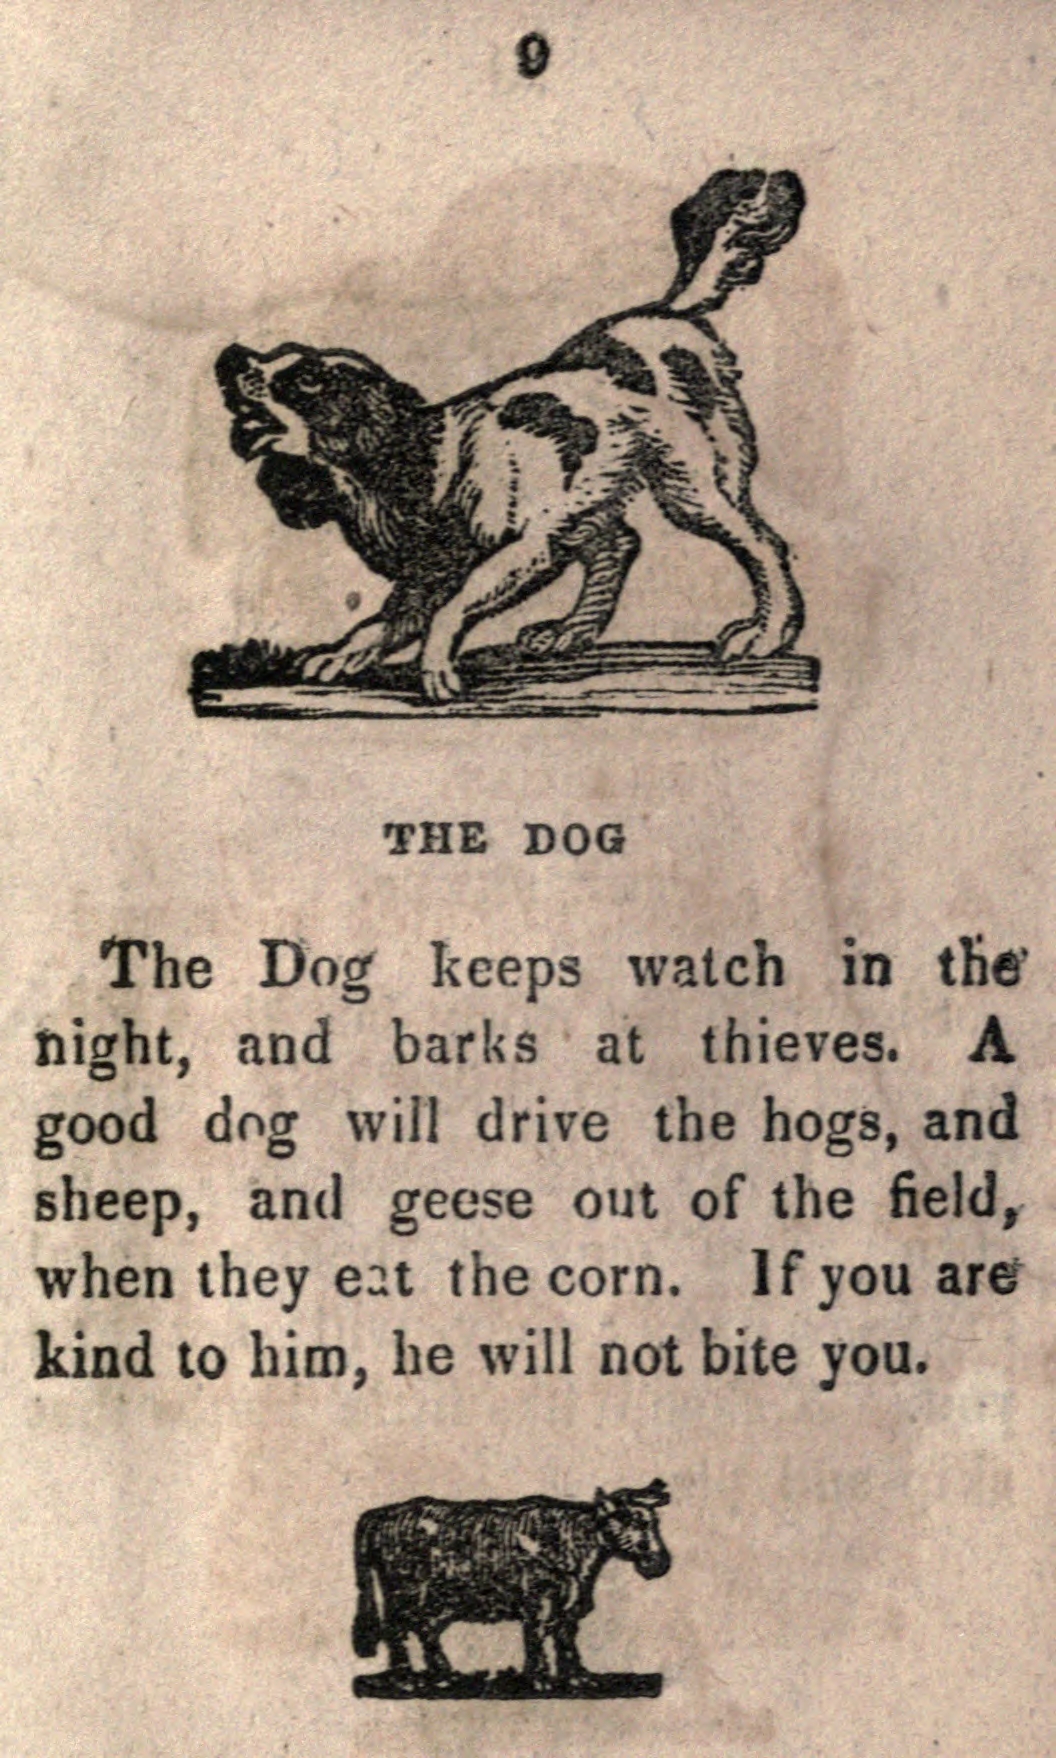 9
THE DOG
The Dog keeps watch in the
night, and barks at thieves. A
good dog will drive the hogs, and
sheep, and geese out of the field,
when they eat the corn. If you are
kind to him, he will not bite you.